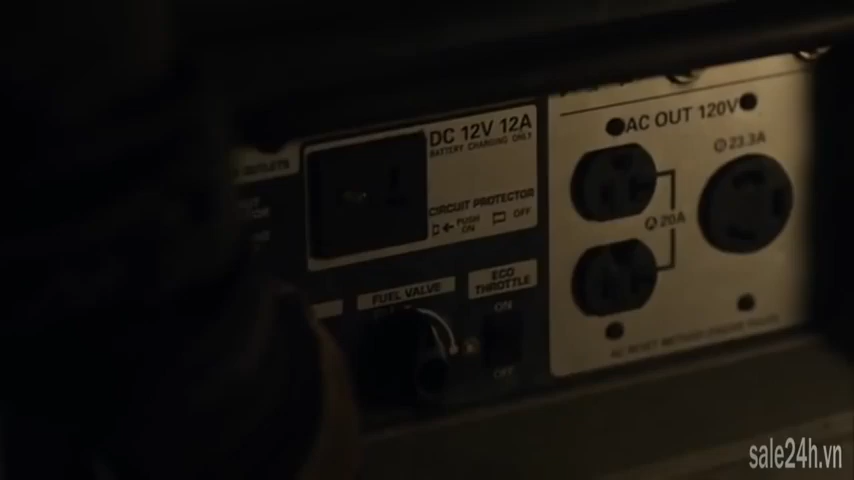 OUTLETS
DC 12V 12A
BATTERY CHARGING ONLY
CIRCUIT PROTECTOR
PUSH
ON
OFF
FUEL VALVE
ECO
THROTTLE
ON
OFF
AC OUT 120V
23.3A
20A
sale24h.vn